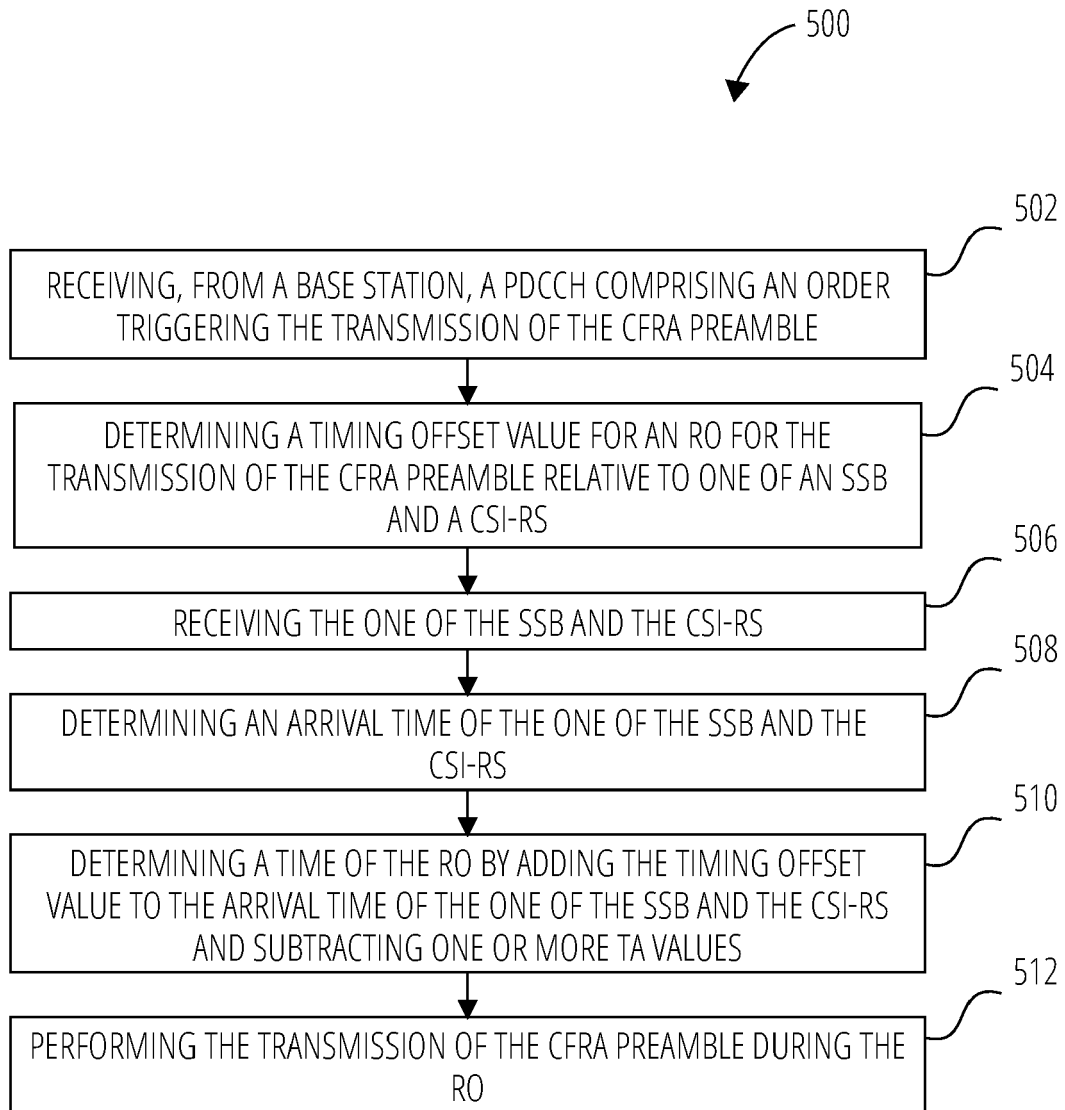 500
502
RECEIVING, FROM A BASE STATION, A PDCCH COMPRISING AN ORDER
TRIGGERING THE TRANSMISSION OF THE CFRA PREAMBLE
504
DETERMINING A TIMING OFFSET VALUE FOR AN RO FOR THE
TRANSMISSION OF THE CFRA PREAMBLE RELATIVE TO ONE OF AN SSB
AND A CSI-RS
506
RECEIVING THE ONE OF THE SSB AND THE CSI-RS
508
DETERMINING AN ARRIVAL TIME OF THE ONE OF THE SSB AND THE
CSI-RS
510
DETERMINING A TIME OF THE RO BY ADDING THE TIMING OFFSET
VALUE TO THE ARRIVAL TIME OF THE ONE OF THE SSB AND THE CSI-RS
AND SUBTRACTING ONE OR MORE TA VALUES
512
PERFORMING THE TRANSMISSION OF THE CFRA PREAMBLE DURING THE
RO